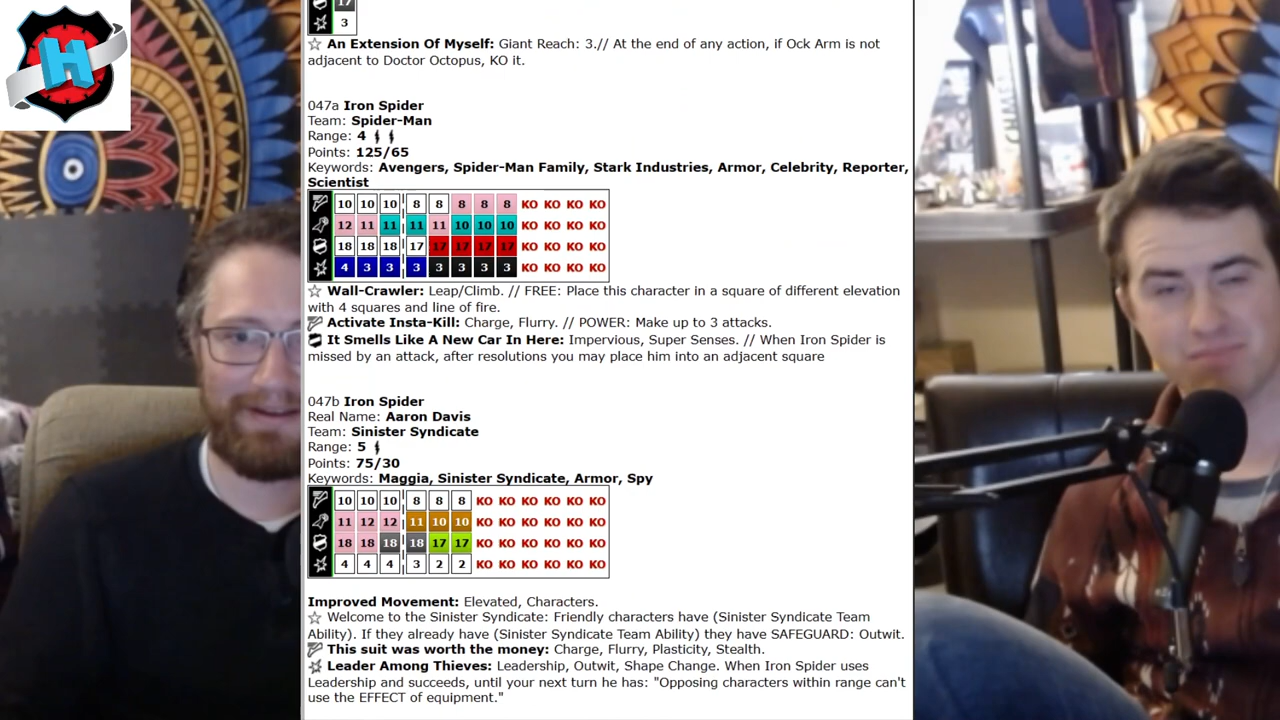 H
17
3
☆ An Extension Of Myself: Giant Reach: 3.// At the end of any action, if Ock Arm is not
adjacent to Doctor Octopus, KO it.
047a Iron Spider
Team: Spider-Man
Range: 4
Points: 125/65
Keywords: Avengers, Spider-Man Family, Stark Industries, Armor, Celebrity, Reporter,
Scientist
10 10 10 8 8 8 8 8 KO KO KO KO
12 11 11 11 11 10 10 10 KO KO KO KO
18 18 18 17 17 17 17 17 KO KO KO KO
4 3 3 3 3 3 3 3 KO KO KO KO
☆ Wall-Crawler: Leap/Climb. // FREE: Place this character in a square of different elevation
with 4 squares and line of fire.
Activate Insta-Kill: Charge, Flurry. // POWER: Make up to 3 attacks.
It Smells Like A New Car In Here: Impervious, Super Senses. // When Iron Spider is
missed by an attack, after resolutions you may place him into an adjacent square
047b Iron Spider
Real Name: Aaron Davis
Team: Sinister Syndicate
Range: 5
Points: 75/30
Keywords: Maggia, Sinister Syndicate, Armor, Spy
10 10 10 8 8 8 KO KO KO KO KO KO
11 12 12 11 10 10 KO KO KO KO KO KO
18 18 18 18 17 17 KO KO KO KO KO KO
4 4 4 3 2 2 KO KO KO KO KO KO
Improved Movement: Elevated, Characters.
☆ Welcome to the Sinister Syndicate: Friendly characters have (Sinister Syndicate Team
Ability). If they already have (Sinister Syndicate Team Ability) they have SAFEGUARD: Outwit.
This suit was worth the money: Charge, Flurry, Plasticity, Stealth.
Leader Among Thieves: Leadership, Outwit, Shape Change. When Iron Spider uses
Leadership and succeeds, until your next turn he has: "Opposing characters within range can't
use the EFFECT of equipment."